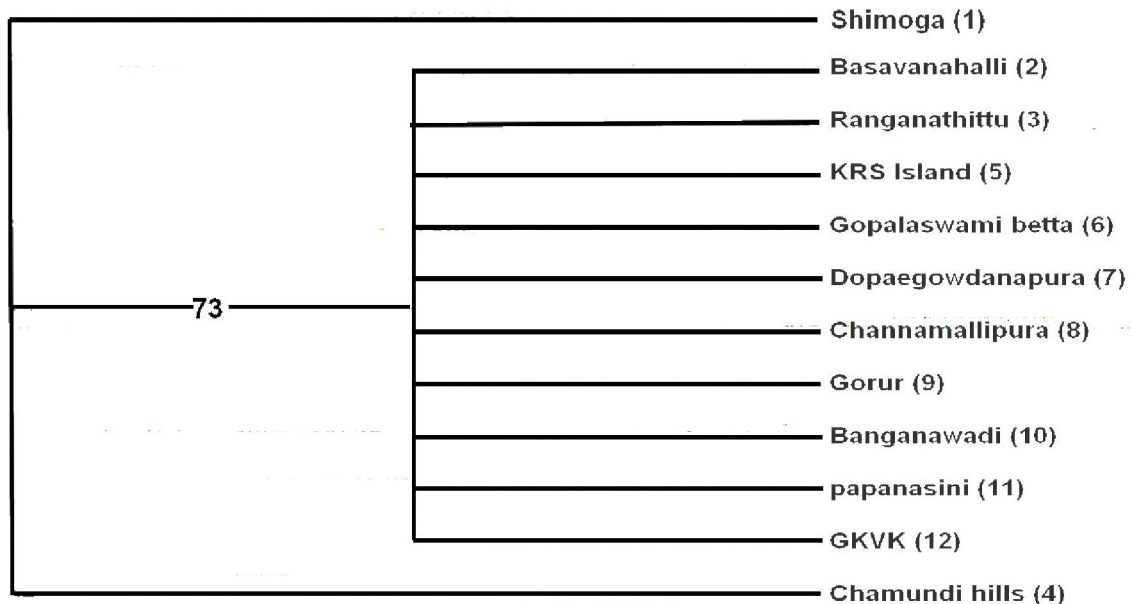 Shimoga (1)
Basavanahalli (2)
Ranganathittu (3)
KRS Island (5)
Gopalaswami betta (6)
Dopaegowdanapura (7)
73
Channamallipura (8)
Gorur (9)
Banganawadi (10)
papanasini (11)
GKVK (12)
Chamundi hills (4)